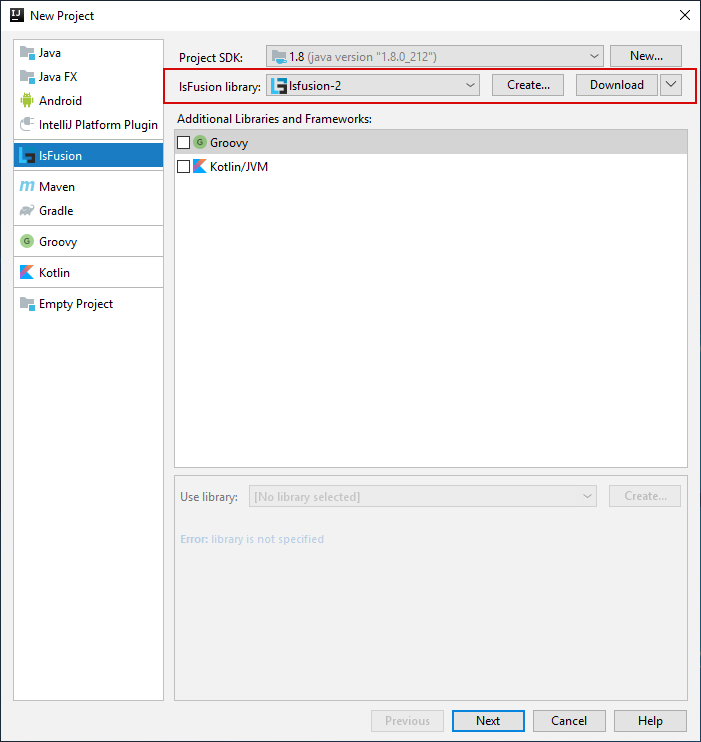 New Project
Java
Java FX
Android
IntelliJ Platform Plugin
IsFusion
Maven
Gradle
Groovy
Kotlin
Empty Project
Project SDK: 1.8 (java version "1.8.0_212") New...
IsFusion library: lsfusion-2 Create... Download
Additional Libraries and Frameworks:
Groovy
Kotlin/JVM
Use library: [No library selected] Create...
Error: library is not specified
Previous Next Cancel Help